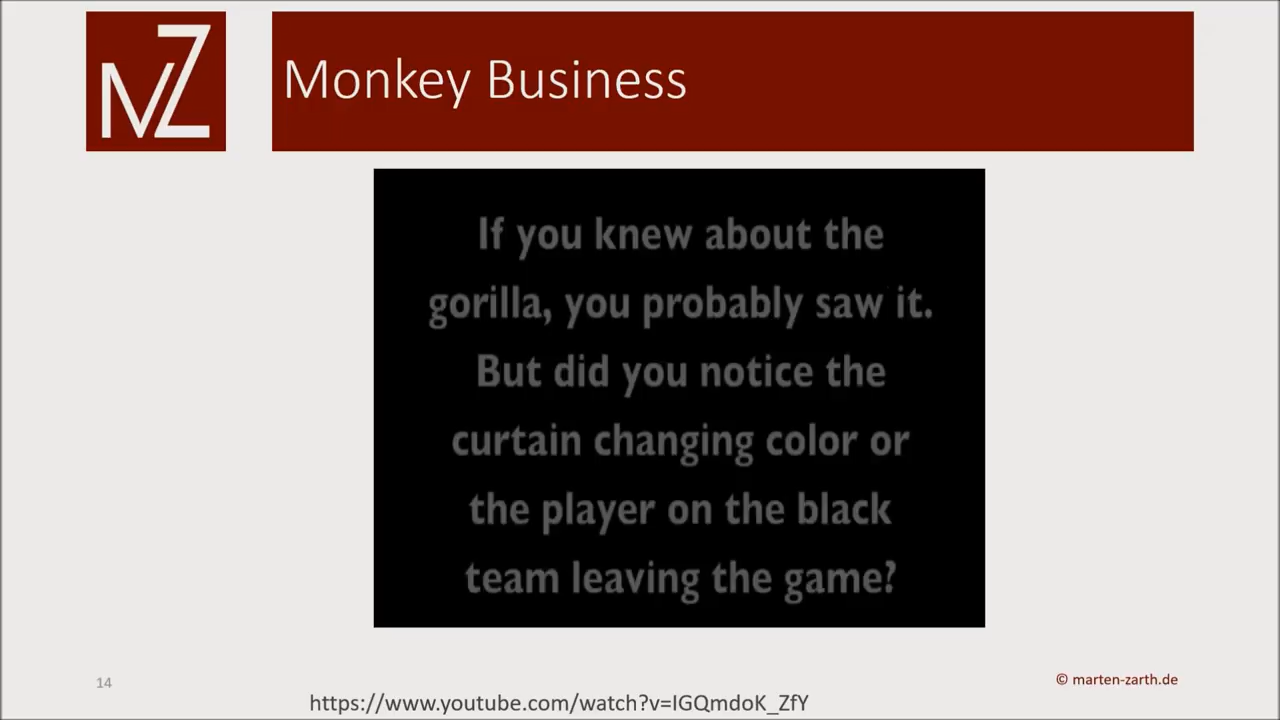 MZ
Monkey Business
If you knew about the
gorilla, you probably saw it.
But did you notice the
curtain changing color or
the player on the black
team leaving the game?
14
© marten-zarth.de
https://www.youtube.com/watch?v=IGQmdoK_ZfY